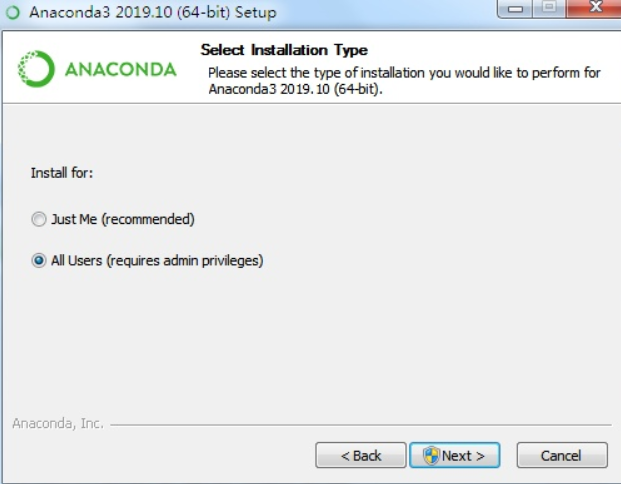 Anaconda3 2019.10 (64-bit) Setup
Select Installation Type
ANACONDA
Please select the type of installation you would like to perform for
Anaconda3 2019.10 (64-bit).
Install for:
Just Me (recommended)
All Users (requires admin privileges)
Anaconda, Inc.
< Back
Next >
Cancel